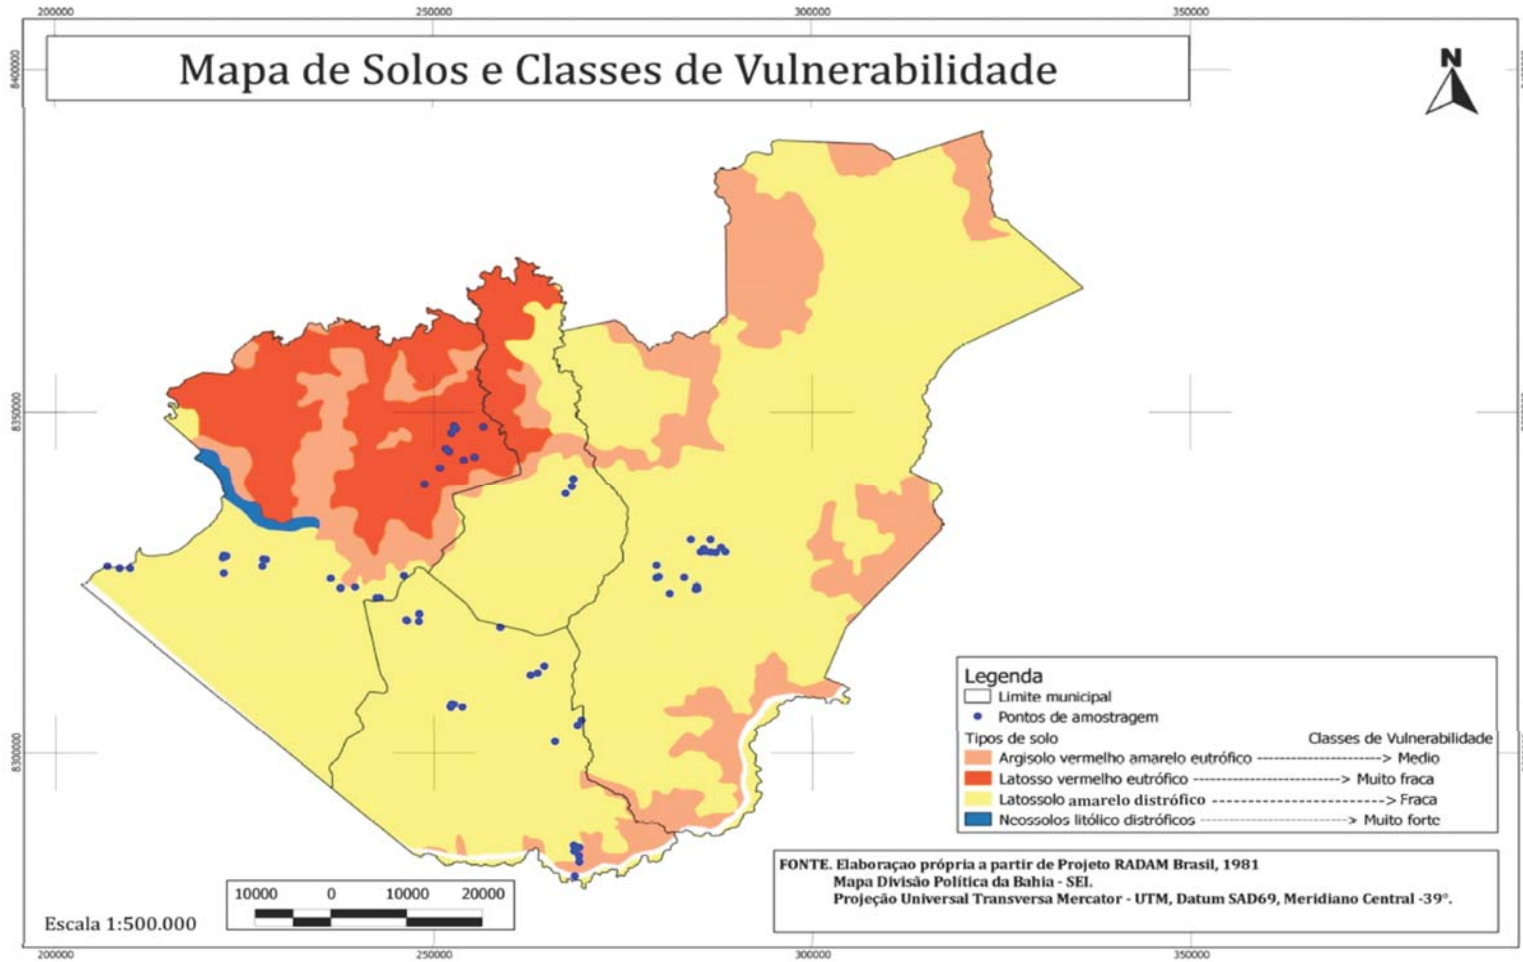 200000 250000 300000 350000
Mapa de Solos e Classes de Vulnerabilidade
N
8400000
8350000
8300000
Legenda
Limite municipal
Pontos de amostragem
Tipos de solo Classes de Vulnerabilidade
Argisolo vermelho amarelo eutrófico --------------------> Medio
Latosso vermelho eutrófico ------------------------> Muito fraca
Latossolo amarelo distrófico ---------------------------> Fraca
Neossolos litólico distróficos -----------------------> Muito forte
FONTE. Elaboraçao própria a partir de Projeto RADAM Brasil, 1981
Mapa Divisão Política da Bahia - SEI.
Projeção Universal Transversa Mercator - UTM, Datum SAD69, Meridiano Central -39°.
10000 0 10000 20000
Escala 1:500.000
200000 250000 300000 350000